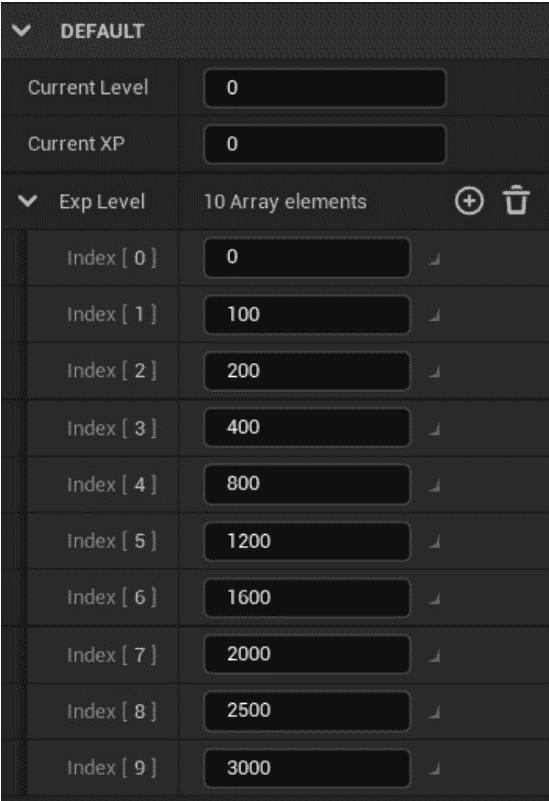 DEFAULT
Current Level 0
Current XP 0
Exp Level 10 Array elements
Index [ 0 ] 0
Index [ 1 ] 100
Index [ 2 ] 200
Index [ 3 ] 400
Index [ 4 ] 800
Index [ 5 ] 1200
Index [ 6 ] 1600
Index [ 7 ] 2000
Index [ 8 ] 2500
Index [ 9 ] 3000